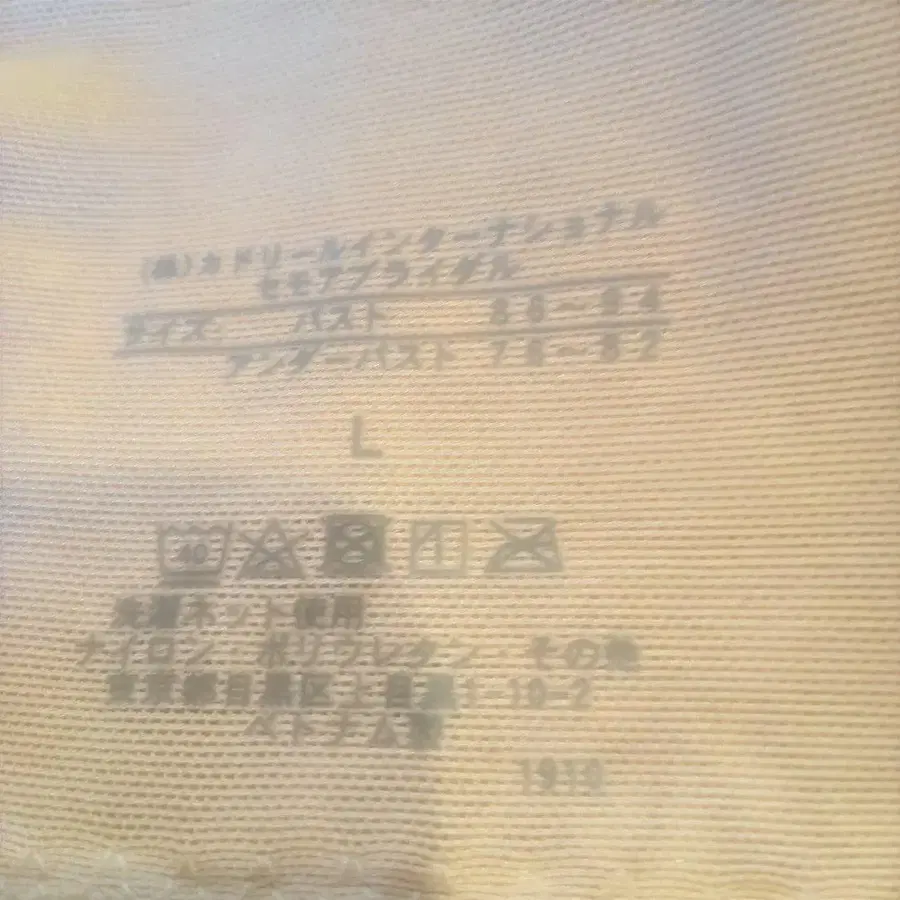 (株)カドリールインターナショナル
セモアブライダル
サイズ バスト 86〜94
アンダーバスト 78〜82
L
40
洗濯ネット使用
ナイロン・ポリウレタン・その他
東京都目黒区上目黒1-10-2
ベトナム製